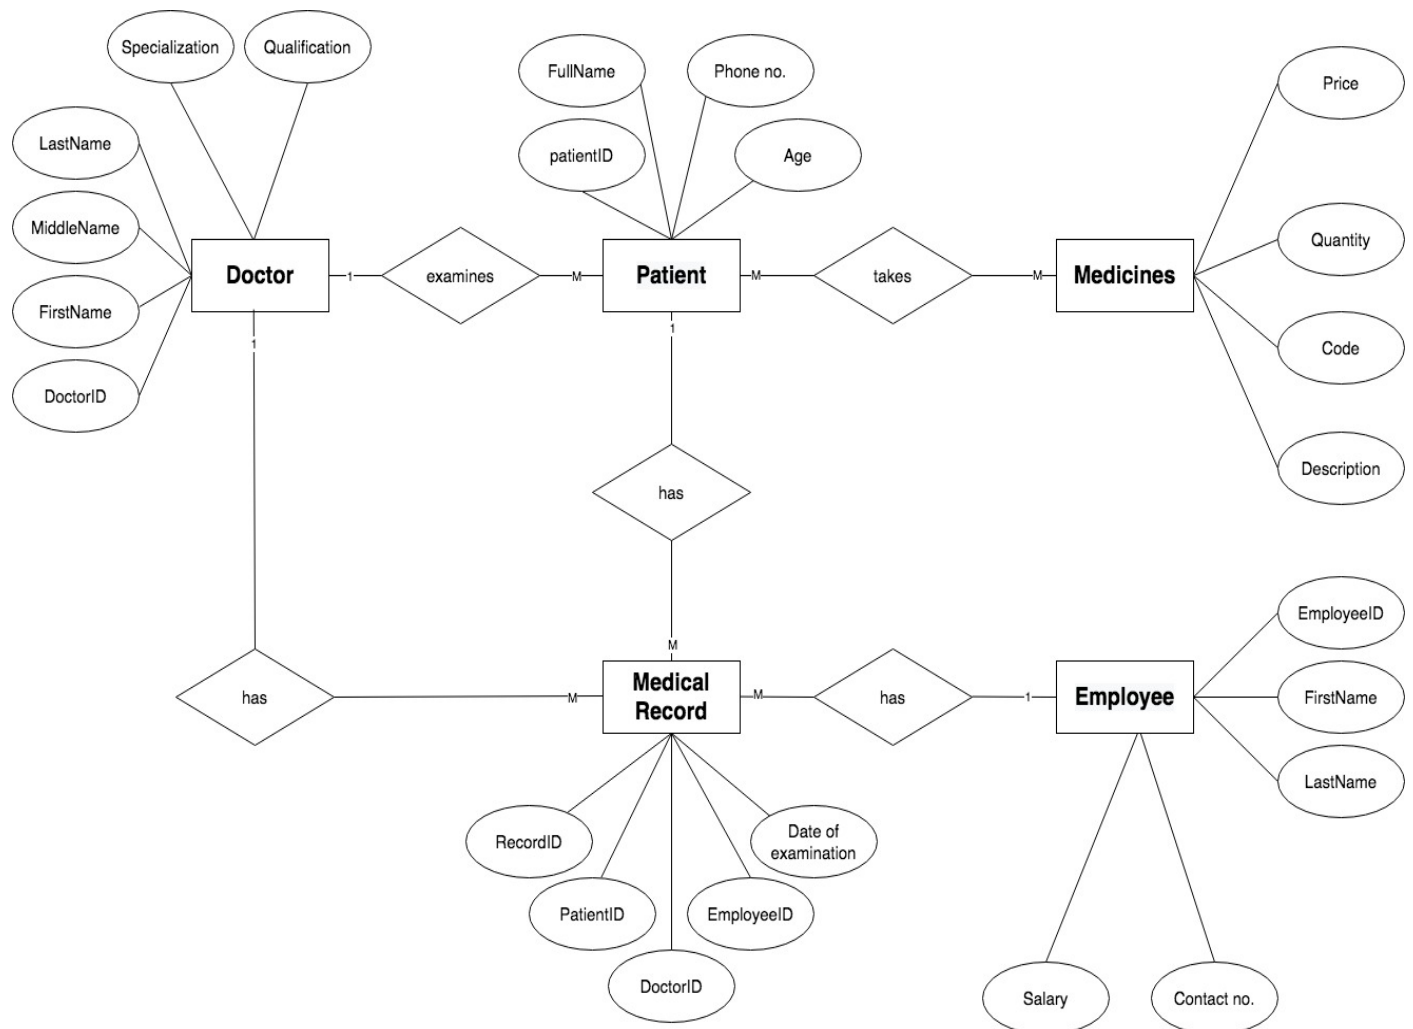 Specialization
Qualification
FullName
Phone no.
Price
LastName
patientID
Age
MiddleName
Quantity
Doctor
1
examines
M
Patient
M
takes
M
Medicines
FirstName
1
1
Code
DoctorID
Description
has
EmployeeID
M
has
M
Medical
Record
M
has
1
Employee
FirstName
LastName
RecordID
Date of
examination
PatientID
EmployeeID
DoctorID
Salary
Contact no.